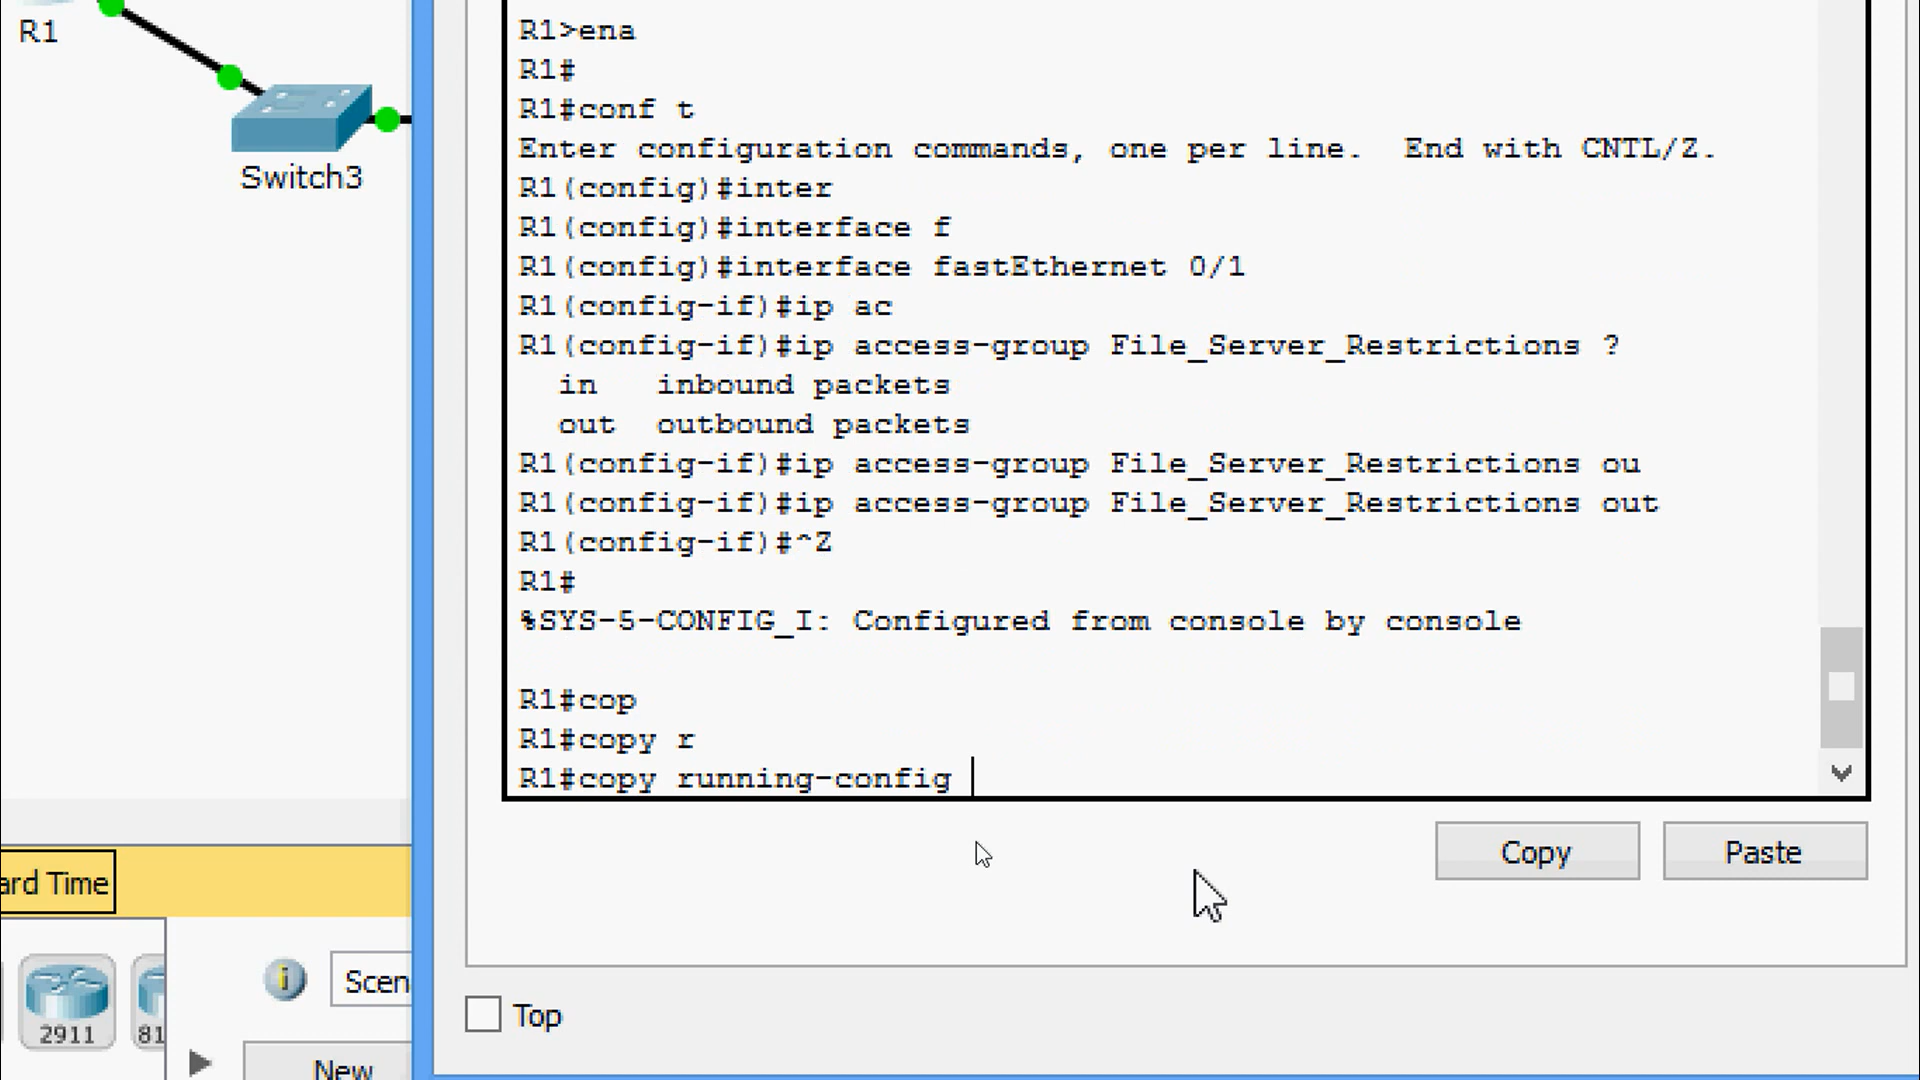 R1
Switch3
R1>ena
R1#
R1#conf t
Enter configuration commands, one per line.  End with CNTL/Z.
R1(config)#inter
R1(config)#interface f
R1(config)#interface fastEthernet 0/1
R1(config-if)#ip ac
R1(config-if)#ip access-group File_Server_Restrictions ?
  in   inbound packets
  out  outbound packets
R1(config-if)#ip access-group File_Server_Restrictions ou
R1(config-if)#ip access-group File_Server_Restrictions out
R1(config-if)#^Z
R1#
%SYS-5-CONFIG_I: Configured from console by console
R1#cop
R1#copy r
R1#copy running-config
Copy
Paste
Top
ard Time
2911
81
i
Scen
New